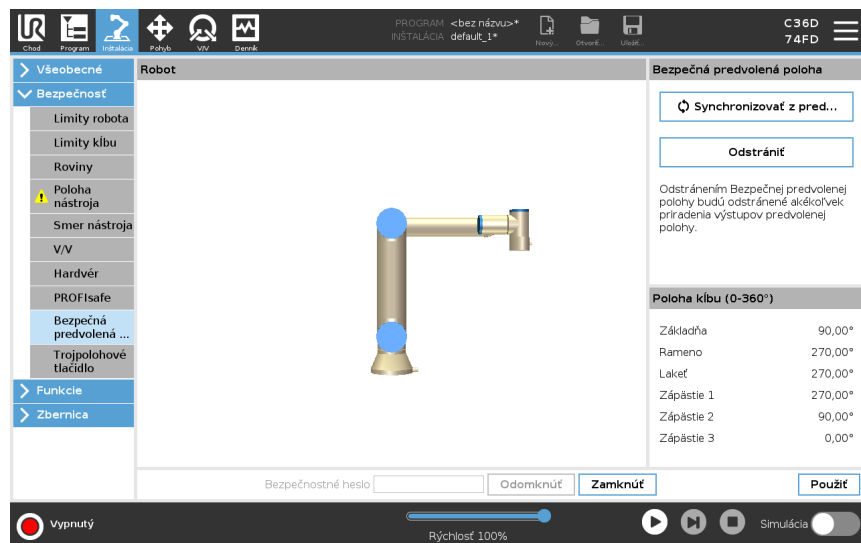 UR
PROGRAM <bez názvu>*
INŠTALÁCIA default_1*
C36D
74FD
Chod Program Inštalácia Pohyb V/V Denník Nový... Otvoriť... Uložiť...
Všeobecné
Bezpečnosť
Limity robota
Limity kĺbu
Roviny
Poloha
nástroja
Smer nástroja
V/V
Hardvér
PROFIsafe
Bezpečná
predvolená ...
Trojpolohové
tlačidlo
Funkcie
Zbernica
Robot
Bezpečná predvolená poloha
Synchronizovať z pred...
Odstrániť
Odstránením Bezpečnej predvolenej
polohy budú odstránené akékoľvek
priradenia výstupov predvolenej
polohy.
Poloha kĺbu (0-360°)
Základňa 90,00°
Rameno 270,00°
Lakeť 270,00°
Zápästie 1 270,00°
Zápästie 2 90,00°
Zápästie 3 0,00°
Bezpečnostné heslo Odomknúť Zamknúť Použiť
Vypnutý
Rýchlosť 100%
Simulácia